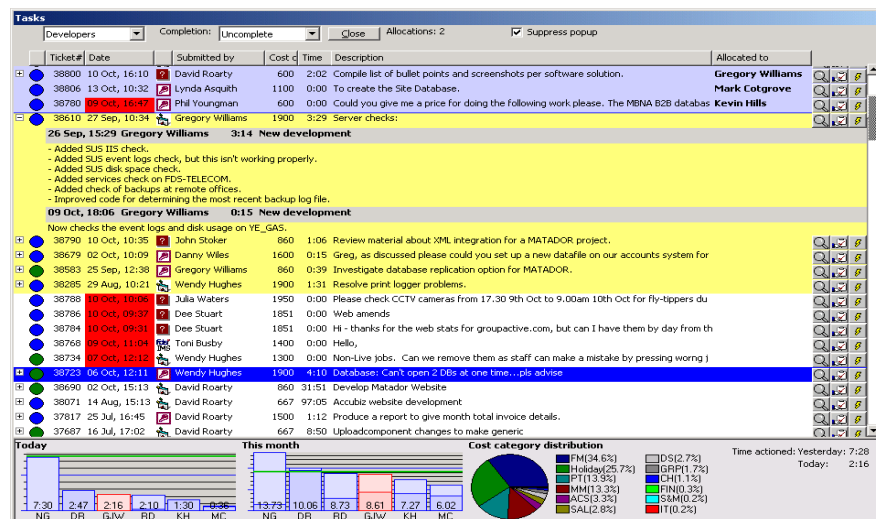 Tasks
Developers Completion: Uncomplete Close Allocations: 2 Suppress popup
Ticket# Date Submitted by Cost c Time Description Allocated to
38800 10 Oct, 16:10 David Roarty 600 2:02 Compile list of bullet points and screenshots per software solution. Gregory Williams
38806 13 Oct, 10:32 Lynda Asquith 1100 0:00 To create the Site Database. Mark Cotgrove
38780 09 Oct, 16:47 Phil Youngman 600 0:00 Could you give me a price for doing the following work please. The MBNA B2B databas Kevin Hills
38610 27 Sep, 10:34 Gregory Williams 1900 3:29 Server checks:
26 Sep, 15:29 Gregory Williams 3:14 New development
- Added SUS IIS check.
- Added SUS event logs check, but this isn't working properly.
- Added SUS disk space check.
- Added services check on FDS-TELECOM.
- Added check of backups at remote offices.
- Improved code for determining the most recent backup log file.
09 Oct, 18:06 Gregory Williams 0:15 New development
Now checks the event logs and disk usage on YE_GAS.
38790 10 Oct, 10:35 John Stoker 860 1:06 Review material about XML integration for a MATADOR project.
38679 02 Oct, 10:09 Danny Wiles 1600 0:15 Greg, as discussed please could you set up a new datafile on our accounts system for
38583 25 Sep, 12:38 Gregory Williams 860 0:39 Investigate database replication option for MATADOR.
38285 29 Aug, 10:21 Wendy Hughes 1900 1:31 Resolve print logger problems.
38788 10 Oct, 10:06 Julia Waters 1950 0:00 Please check CCTV cameras from 17.30 9th Oct to 9.00am 10th Oct for fly-tippers du
38786 10 Oct, 09:37 Dee Stuart 1851 0:00 Web amends
38784 10 Oct, 09:31 Dee Stuart 1851 0:00 Hi - thanks for the web stats for groupactive.com, but can I have them by day from th
38768 09 Oct, 11:04 Toni Busby 1400 0:00 Hello,
38734 07 Oct, 12:12 Wendy Hughes 1300 0:00 Non-Live jobs. Can we remove them as staff can make a mistake by pressing worng j
38723 06 Oct, 12:11 Wendy Hughes 1900 4:10 Database: Can't open 2 DBs at one time...pls advise
38690 02 Oct, 15:13 David Roarty 860 31:51 Develop Matador Website
38071 14 Aug, 15:13 David Roarty 667 97:05 Accubiz website development
37817 25 Jul, 16:45 David Roarty 1500 1:12 Produce a report to give month total invoice details.
37687 16 Jul, 17:02 David Roarty 667 8:50 Uploadcomponent changes to make generic
Today This month Cost category distribution Time actioned: Yesterday: 7:28
Today: 2:16
FM(34.6%) DS(2.7%)
Holiday(25.7%) GRP(1.7%)
PT(13.9%) CH(1.1%)
MM(13.3%) FIN(0.3%)
ACS(3.3%) S&M(0.2%)
SAL(2.8%) IT(0.2%)
7:30 2:47 2:16 2:10 1:30 0:36 13.73 10.06 8.73 8.61 7.27 6.02
NG DR GJW RD KH MC NG DR RD GJW KH MC